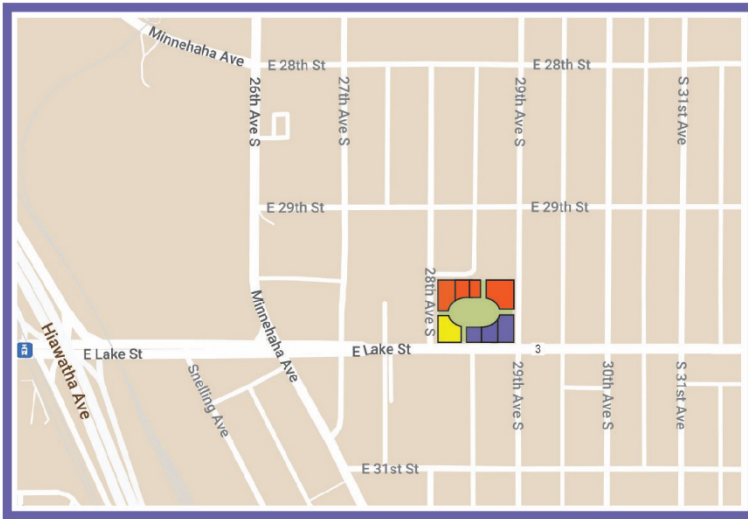 Minnehaha Ave
E 28th St
E 28th St
26th Ave S
27th Ave S
29th Ave S
S 31st Ave
E 29th St
E 29th St
28th Ave S
Hiawatha Ave
Minnehaha Ave
E Lake St
E Lake St
3
Snelling Ave
29th Ave S
30th Ave S
S 31st Ave
E 31st St